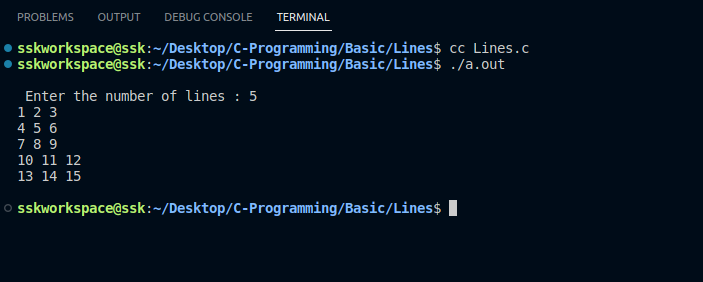 PROBLEMS OUTPUT DEBUG CONSOLE TERMINAL
sskworkspace@ssk:~/Desktop/C-Programming/Basic/Lines$ cc Lines.c
sskworkspace@ssk:~/Desktop/C-Programming/Basic/Lines$ ./a.out
Enter the number of lines : 5
1 2 3
4 5 6
7 8 9
10 11 12
13 14 15
sskworkspace@ssk:~/Desktop/C-Programming/Basic/Lines$